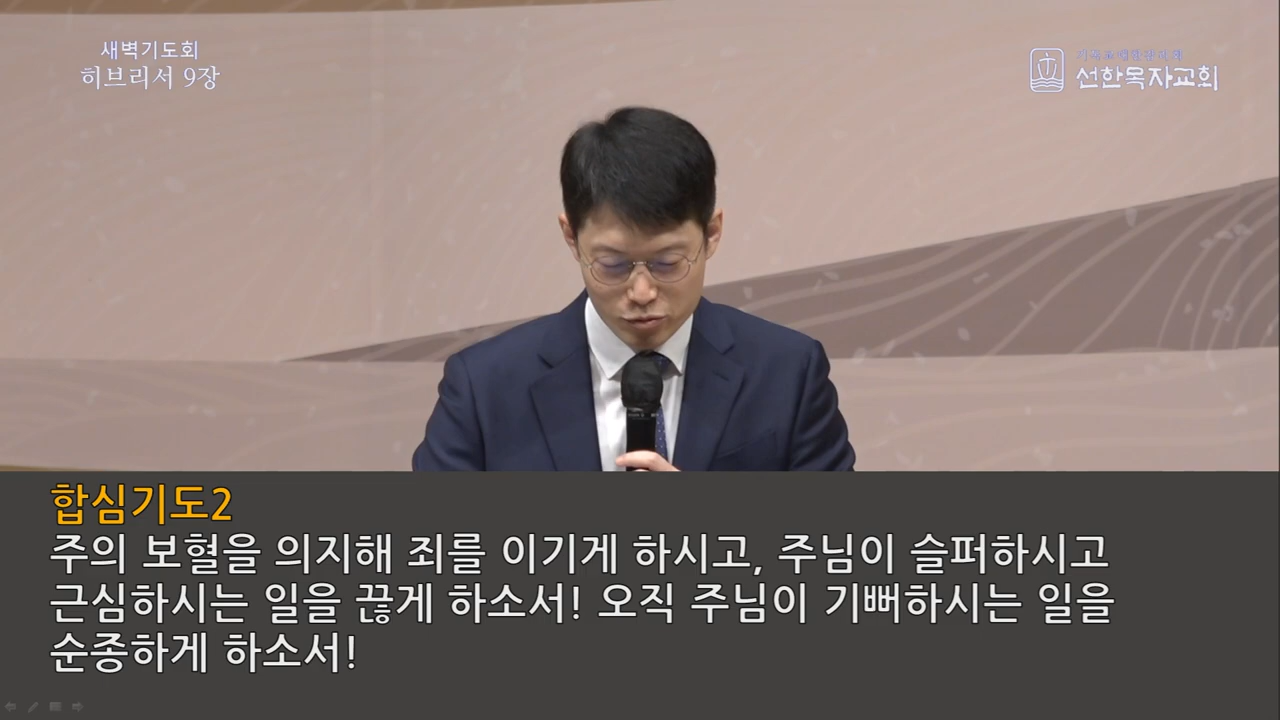 새벽기도회
히브리서 9장
선한목자교회
합심기도2
주의 보혈을 의지해 죄를 이기게 하시고, 주님이 슬퍼하시고
근심하시는 일을 끊게 하소서! 오직 주님이 기뻐하시는 일을
순종하게 하소서!